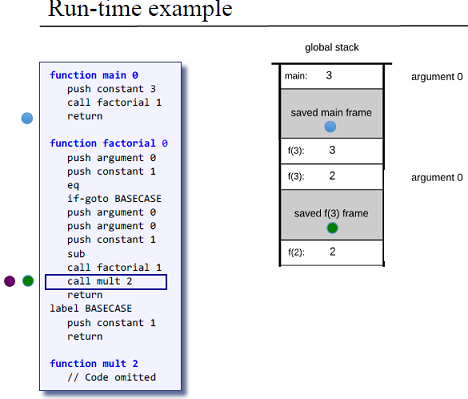 Run-time example
function main 0
push constant 3
call factorial 1
return
function factorial 0
push argument 0
push constant 1
eq
if-goto BASECASE
push argument 0
push argument 0
push constant 1
sub
call factorial 1
call mult 2
return
label BASECASE
push constant 1
return
function mult 2
// Code omitted
global stack
main: 3 argument 0
saved main frame
f(3): 3
f(3): 2 argument 0
saved f(3) frame
f(2): 2